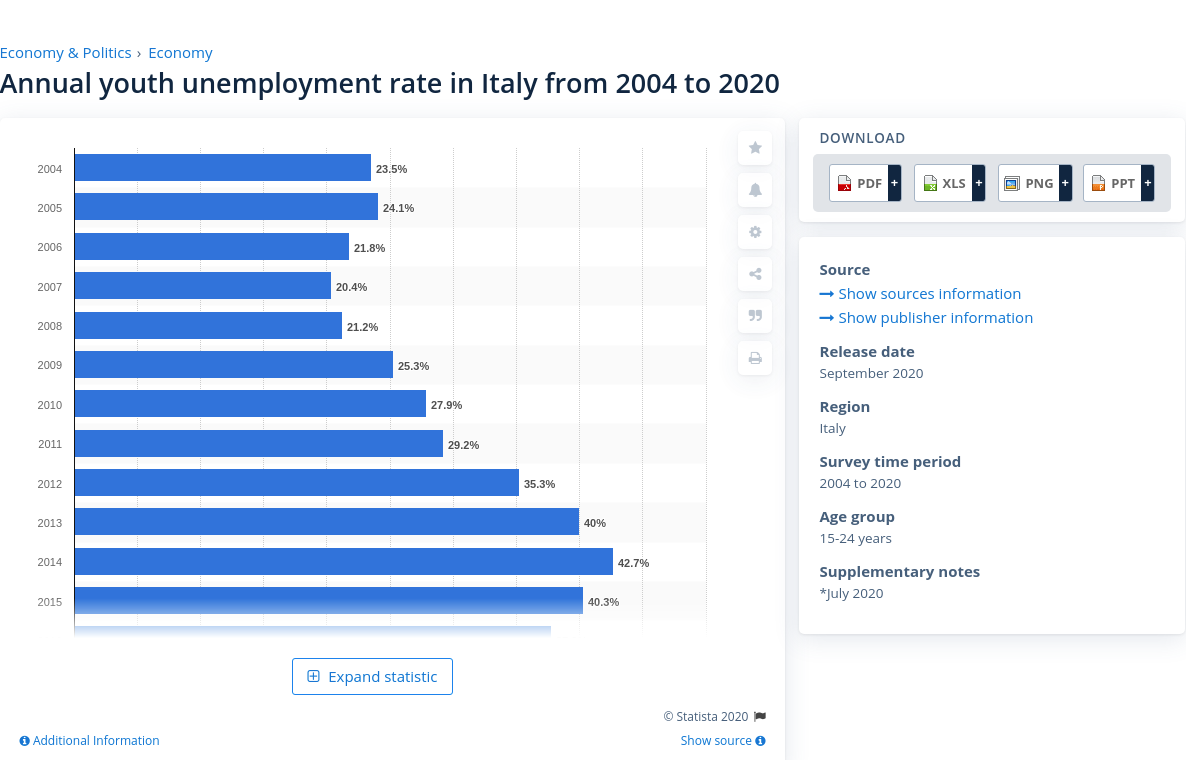 Economy & Politics › Economy
Annual youth unemployment rate in Italy from 2004 to 2020
2004 23.5%
2005 24.1%
2006 21.8%
2007 20.4%
2008 21.2%
2009 25.3%
2010 27.9%
2011 29.2%
2012 35.3%
2013 40%
2014 42.7%
2015 40.3%
Expand statistic
© Statista 2020
Additional Information
Show source
DOWNLOAD
PDF + XLS + PNG + PPT +
Source
Show sources information
Show publisher information
Release date
September 2020
Region
Italy
Survey time period
2004 to 2020
Age group
15-24 years
Supplementary notes
*July 2020